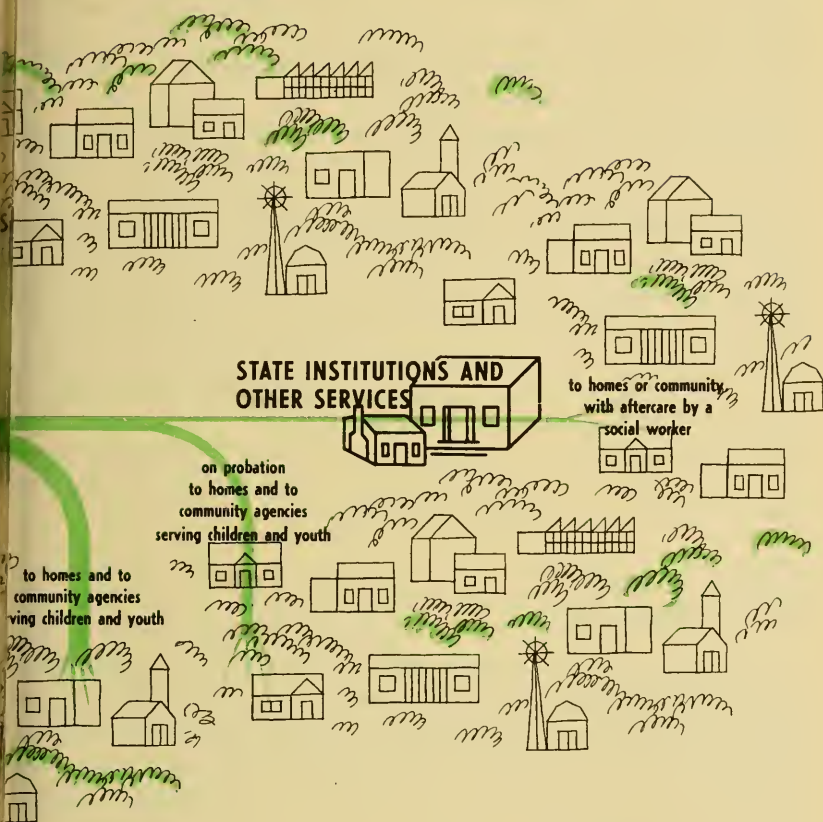 STATE INSTITUTIONS AND
OTHER SERVICES
to homes or community
with aftercare by a
social worker
on probation
to homes and to
community agencies
serving children and youth
to homes and to
community agencies
ving children and youth
S